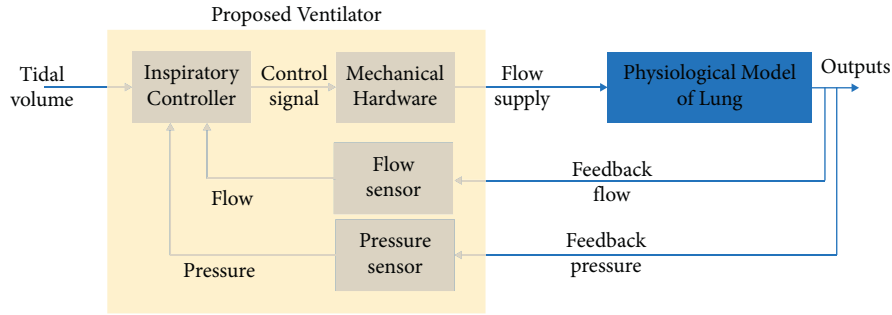 Proposed Ventilator
Tidal
volume
Inspiratory
Controller
Control
signal
Mechanical
Hardware
Flow
supply
Physiological Model
of Lung
Outputs
Flow
sensor
Flow
Feedback
flow
Pressure
sensor
Pressure
Feedback
pressure